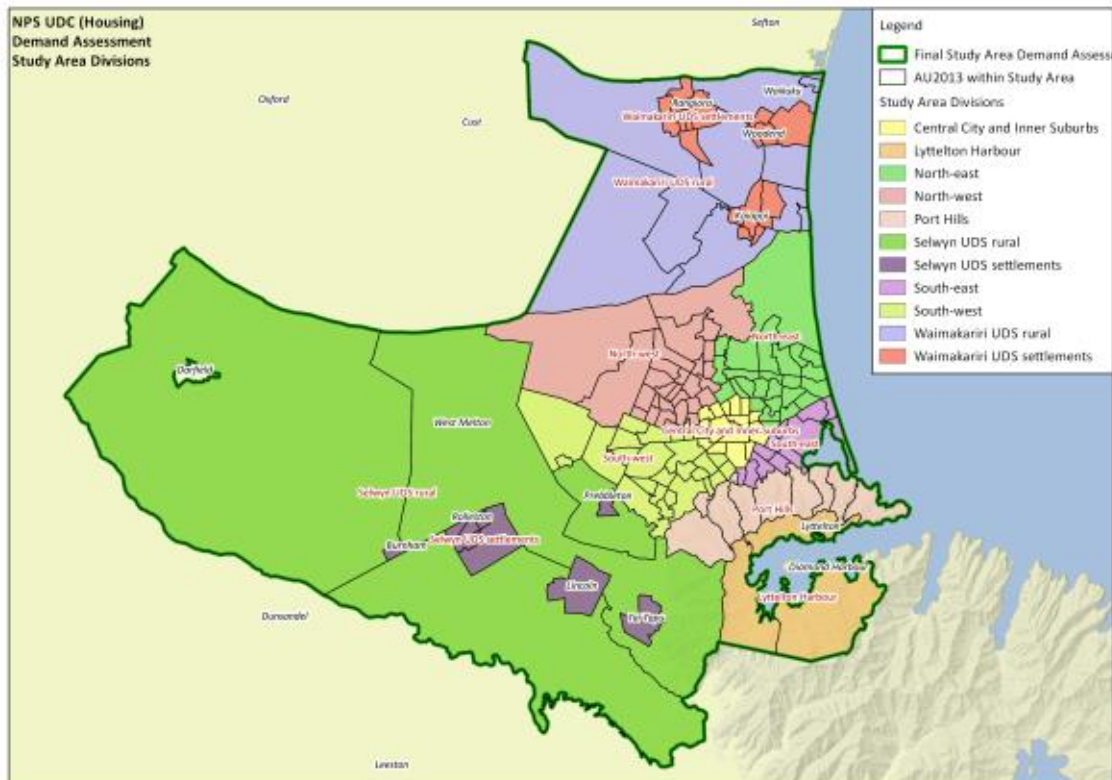 NPS UDC (Housing)
Demand Assessment
Study Area Divisions
Sefton
Oxford
Cust
Waikuku
Rangiora
Waimakariri UDS settlements
Woodend
Waimakariri UDS rural
Kaiapoi
North-east
North-west
Darfield
West Melton
Central City and Inner Suburbs
South-east
South-west
Selwyn UDS rural
Prebbleton
Port Hills
Rolleston
Lyttelton
Selwyn UDS settlements
Burnham
Diamond Harbour
Lincoln
Lyttelton Harbour
Dunsandel
Tai Tapu
Leeston
Legend
Final Study Area Demand Assess
AU2013 within Study Area
Study Area Divisions
Central City and Inner Suburbs
Lyttelton Harbour
North-east
North-west
Port Hills
Selwyn UDS rural
Selwyn UDS settlements
South-east
South-west
Waimakariri UDS rural
Waimakariri UDS settlements